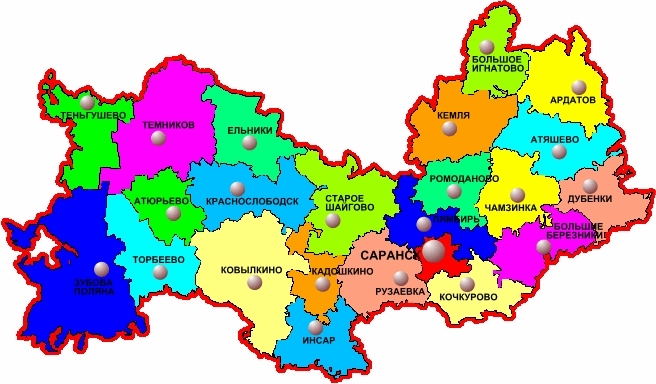 БОЛЬШОЕ
ИГНАТОВО
АРДАТОВ
ТЕНЬГУШЕВО
ТЕМНИКОВ
ЕЛЬНИКИ
КЕМЛЯ
АТЯШЕВО
РОМОДАНОВО
АТЮРЬЕВО
КРАСНОСЛОБОДСК
СТАРОЕ
ШАЙГОВО
ЧАМЗИНКА
ДУБЕНКИ
БОЛЬШИЕ
БЕРЕЗНИКИ
САРАНСК
ТОРБЕЕВО
КОВЫЛКИНО
КАДОШКИНО
ЗУБОВА
ПОЛЯНА
РУЗАЕВКА
КОЧКУРОВО
ИНСАР